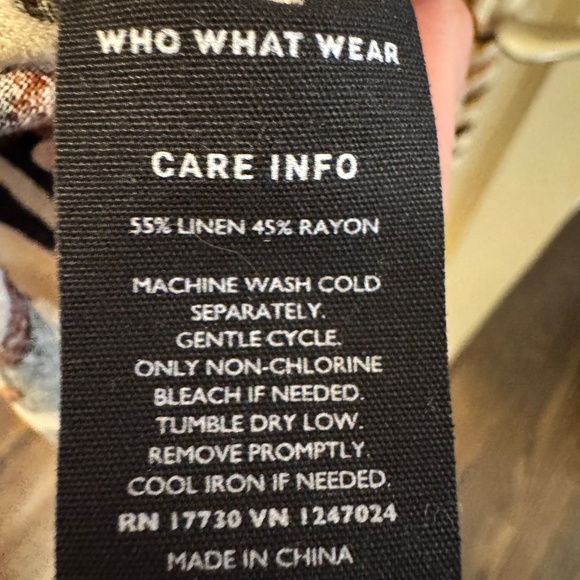 WHO WHAT WEAR
CARE INFO
55% LINEN 45% RAYON
MACHINE WASH COLD
SEPARATELY.
GENTLE CYCLE.
ONLY NON-CHLORINE
BLEACH IF NEEDED.
TUMBLE DRY LOW.
REMOVE PROMPTLY.
COOL IRON IF NEEDED.
RN 17730 VN 1247024
MADE IN CHINA